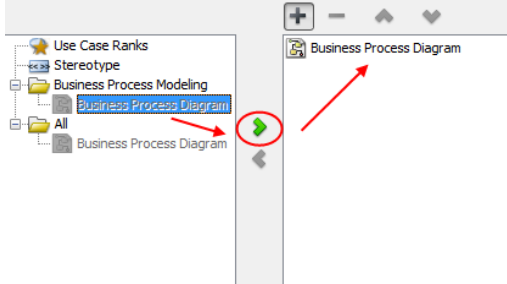 Use Case Ranks
Stereotype
Business Process Modeling
Business Process Diagram
All
Business Process Diagram
Business Process Diagram